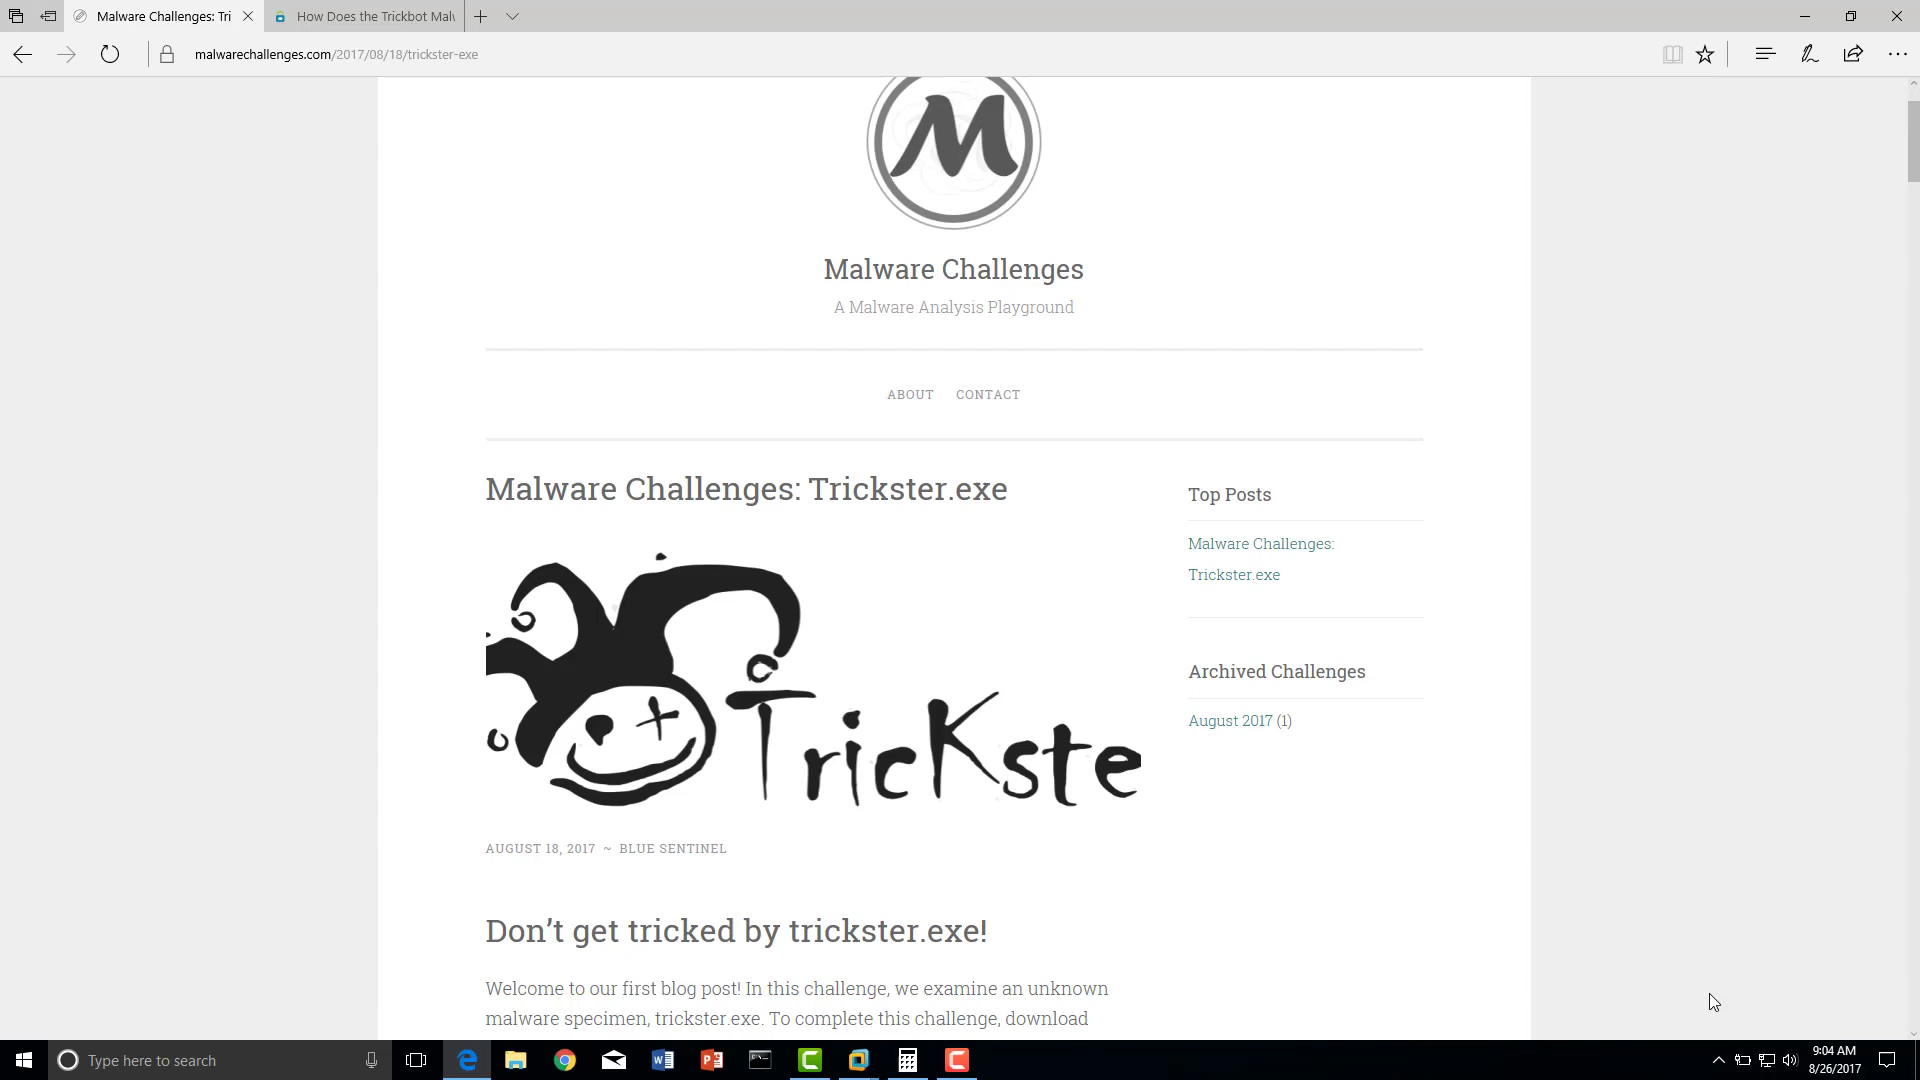 Malware Challenges: Tri
How Does the Trickbot Mal
malwarechallenges.com/2017/08/18/trickster-exe
M
Malware Challenges
A Malware Analysis Playground
ABOUT CONTACT
Malware Challenges: Trickster.exe
Trickste
AUGUST 18, 2017 ~ BLUE SENTINEL
Don’t get tricked by trickster.exe!
Welcome to our first blog post! In this challenge, we examine an unknown
malware specimen, trickster.exe. To complete this challenge, download
Top Posts
Malware Challenges:
Trickster.exe
Archived Challenges
August 2017 (1)
Type here to search
9:04 AM
8/26/2017